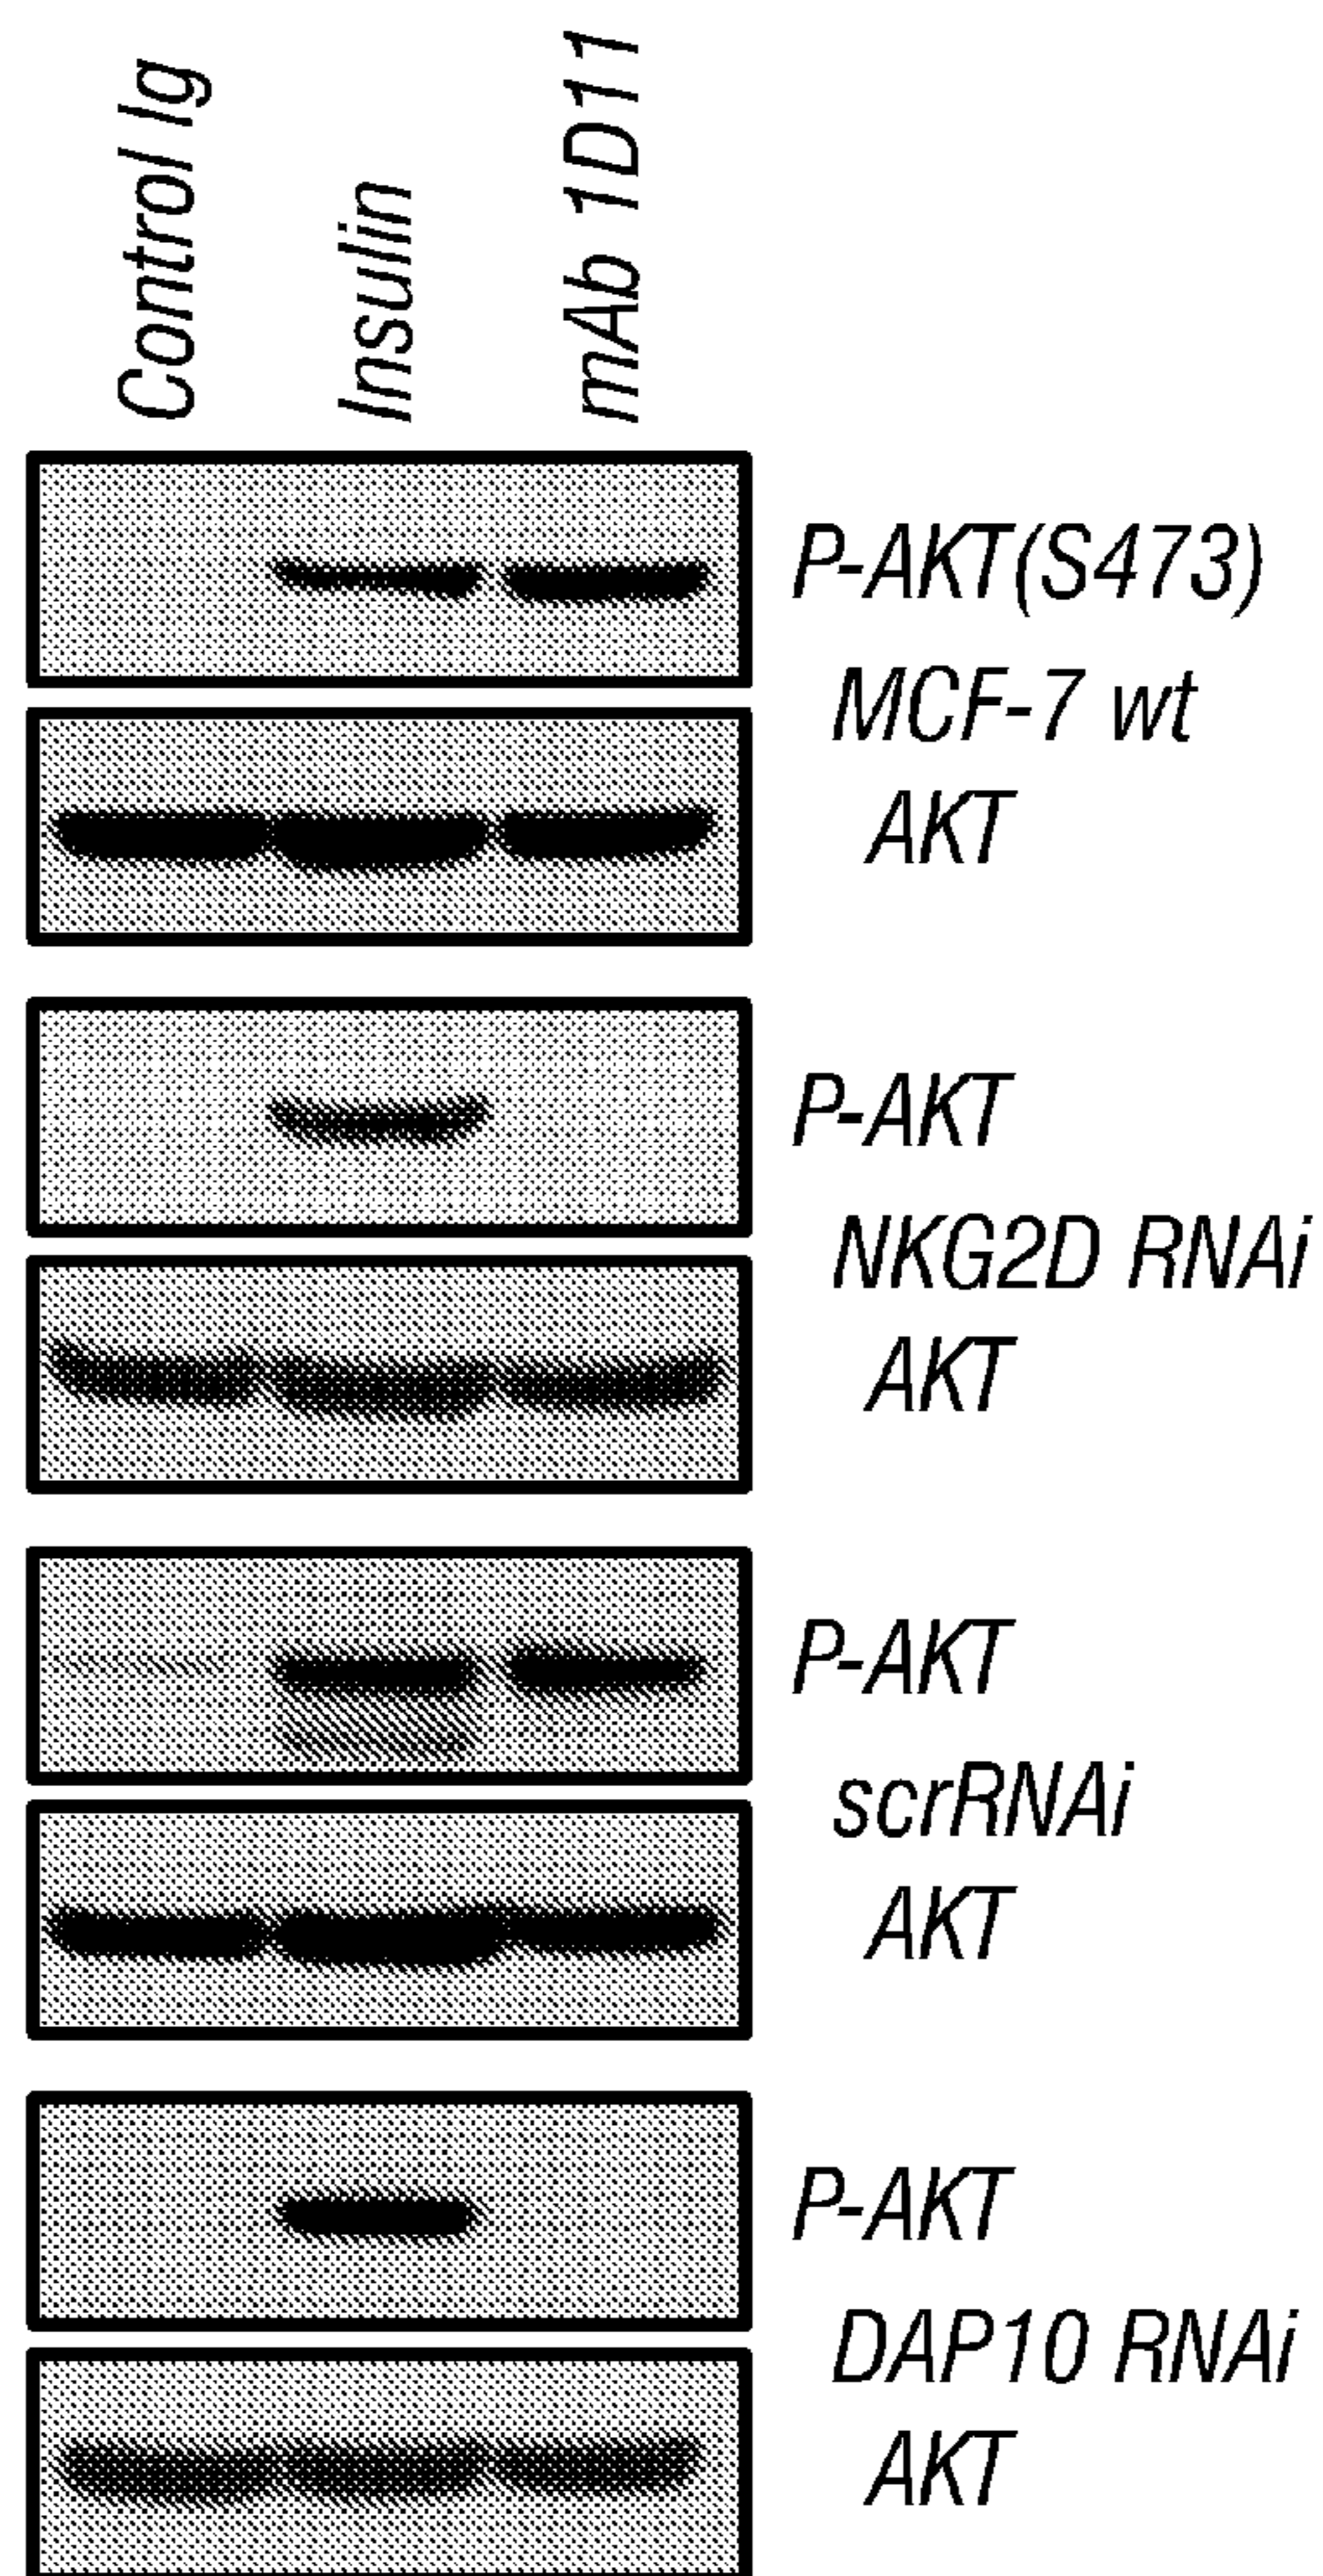 Control Ig
Insulin
mAb 1D11
P-AKT(S473)
MCF-7 wt
AKT
P-AKT
NKG2D RNAi
AKT
P-AKT
scrRNAi
AKT
P-AKT
DAP10 RNAi
AKT